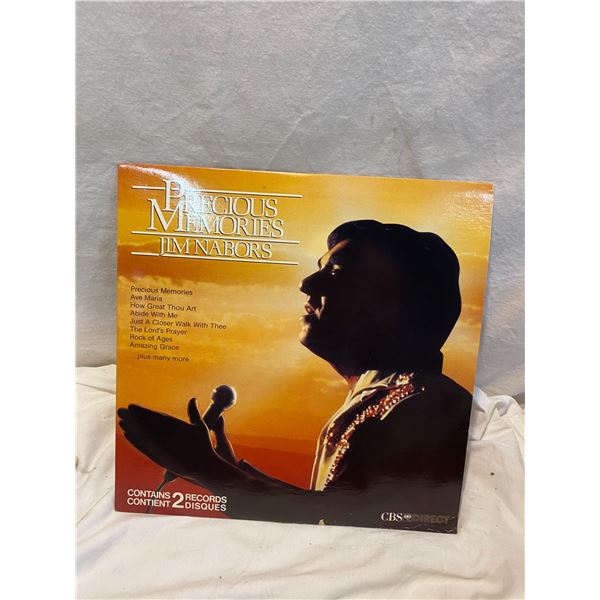 PRECIOUS
MEMORIES
JIM NABORS
Precious Memories
Ave Maria
How Great Thou Art
Abide With Me
Just A Closer Walk With Thee
The Lord's Prayer
Rock of Ages
Amazing Grace
...plus many more
CONTAINS 2 RECORDS
CONTIENT DISQUES
CBS DIRECT